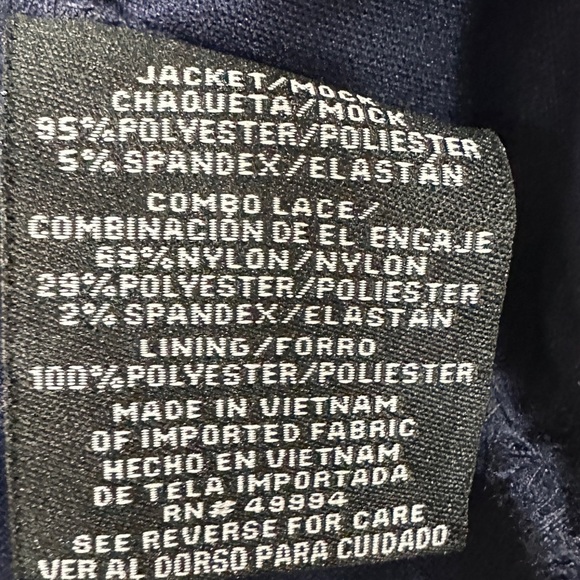 JACKET/MOCK
CHAQUETA/MOCK
95%POLYESTER/POLIESTER
5%SPANDEX/ELASTÁN
COMBO LACE/
COMBINACIÓN DE EL ENCAJE
69%NYLON/NYLON
29%POLYESTER/POLIESTER
2%SPANDEX/ELASTÁN
LINING/FORRO
100%POLYESTER/POLIESTER
MADE IN VIETNAM
OF IMPORTED FABRIC
HECHO EN VIETNAM
DE TELA IMPORTADA
RN# 49994
SEE REVERSE FOR CARE
VER AL DORSO PARA CUIDADO